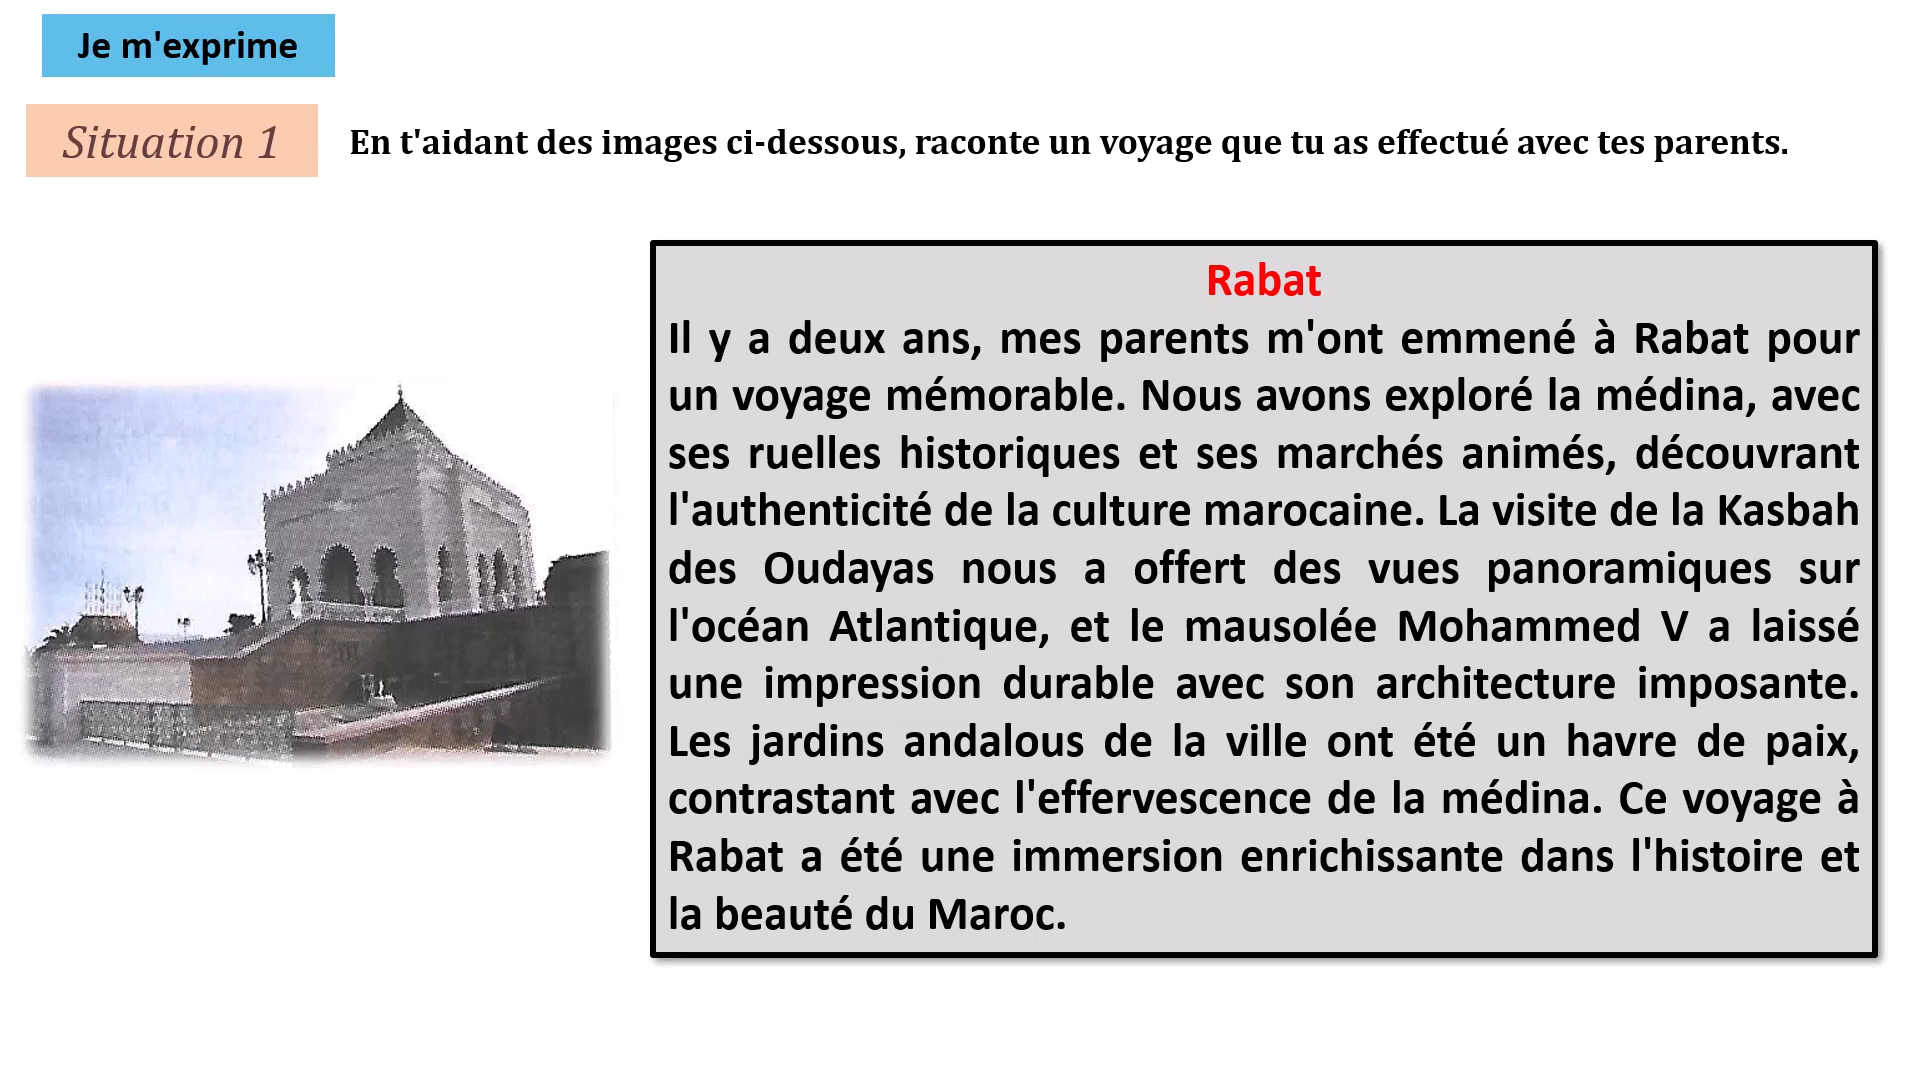 Je m'exprime
Situation 1
En t'aidant des images ci-dessous, raconte un voyage que tu as effectué avec tes parents.
Rabat
Il y a deux ans, mes parents m'ont emmené à Rabat pour
un voyage mémorable. Nous avons exploré la médina, avec
ses ruelles historiques et ses marchés animés, découvrant
l'authenticité de la culture marocaine. La visite de la Kasbah
des Oudayas nous a offert des vues panoramiques sur
l'océan Atlantique, et le mausolée Mohammed V a laissé
une impression durable avec son architecture imposante.
Les jardins andalous de la ville ont été un havre de paix,
contrastant avec l'effervescence de la médina. Ce voyage à
Rabat a été une immersion enrichissante dans l'histoire et
la beauté du Maroc.